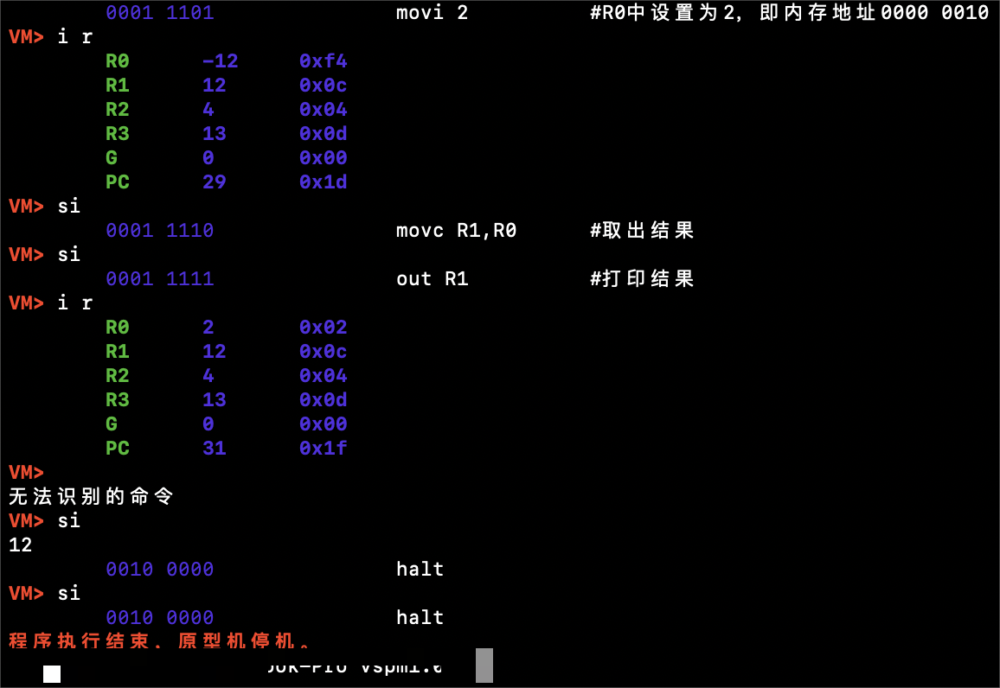 0001 1101 movi 2 #R0中设置为2, 即内存地址0000 0010
VM> i r
R0 -12 0xf4
R1 12 0x0c
R2 4 0x04
R3 13 0x0d
G 0 0x00
PC 29 0x1d
VM> si
0001 1110 movc R1,R0 #取出结果
VM> si
0001 1111 out R1 #打印结果
VM> i r
R0 2 0x02
R1 12 0x0c
R2 4 0x04
R3 13 0x0d
G 0 0x00
PC 31 0x1f
VM>
无法识别的命令
VM> si
12
0010 0000 halt
VM> si
0010 0000 halt
程序执行结束，原型机停机。